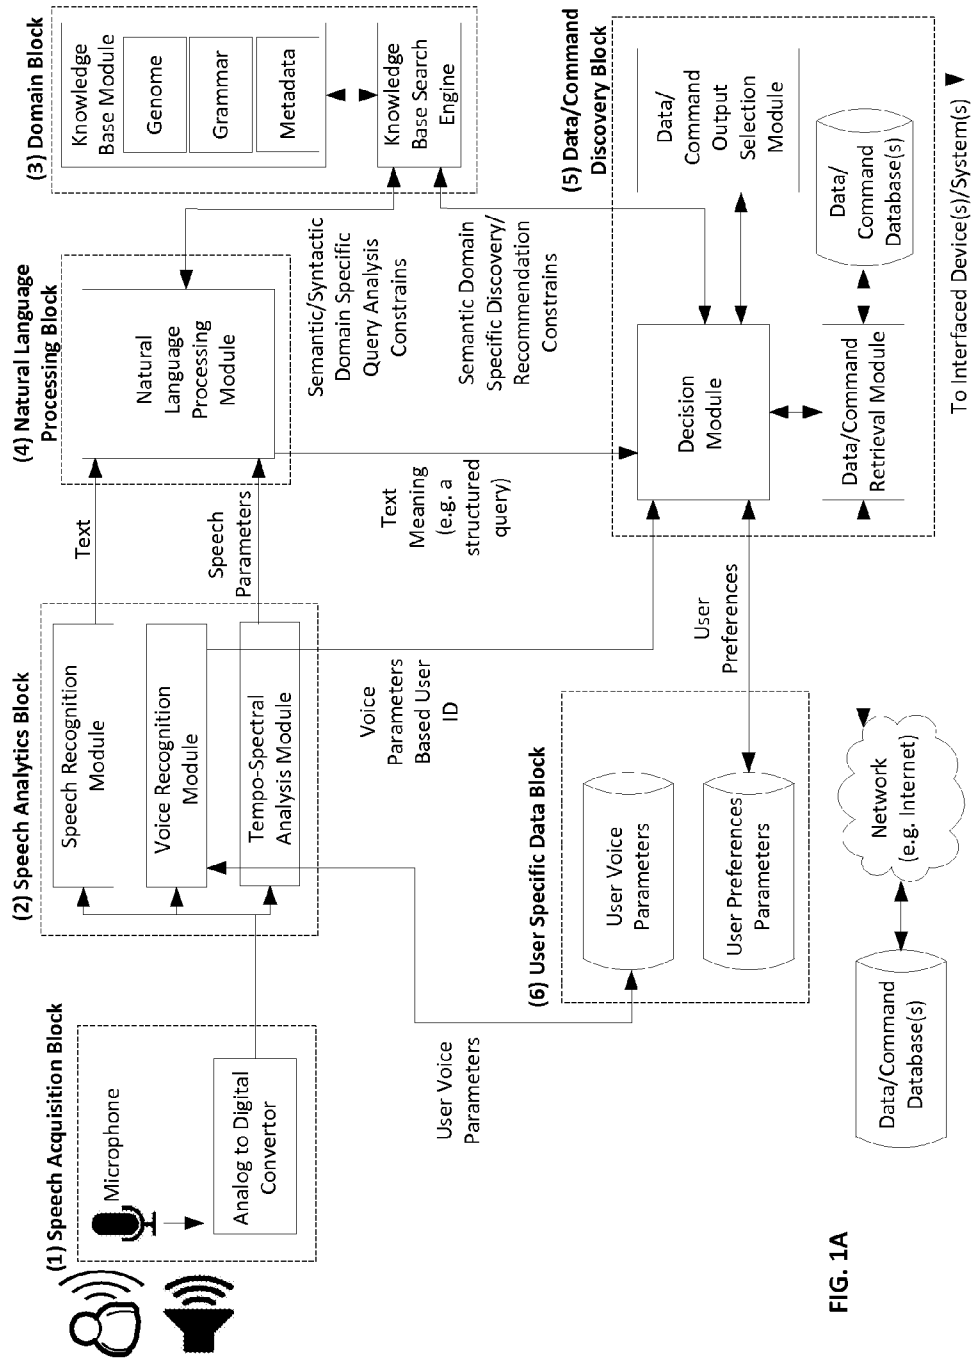 (1) Speech Acquisition Block
Microphone
Analog to Digital
Convertor
(2) Speech Analytics Block
Speech Recognition
Module
Voice Recognition
Module
Tempo-Spectral
Analysis Module
Text
Speech
Parameters
(4) Natural Language
Processing Block
Natural
Language
Processing
Module
(3) Domain Block
Knowledge
Base Module
Genome
Grammar
Metadata
Knowledge
Base Search
Engine
User Voice
Parameters
Voice
Parameters
Based User
ID
Text
Meaning
(e.g. a
structured
query)
Semantic/Syntactic
Domain Specific
Query Analysis
Constrains
Semantic Domain
Specific Discovery/
Recommendation
Constrains
(6) User Specific Data Block
User Voice
Parameters
User Preferences
Parameters
User
Preferences
(5) Data/Command
Discovery Block
Decision
Module
Data/
Command
Output
Selection
Module
Data/Command
Retrieval Module
Data/
Command
Database(s)
Data/Command
Database(s)
Network
(e.g. Internet)
To Interfaced Device(s)/System(s)
FIG. 1A